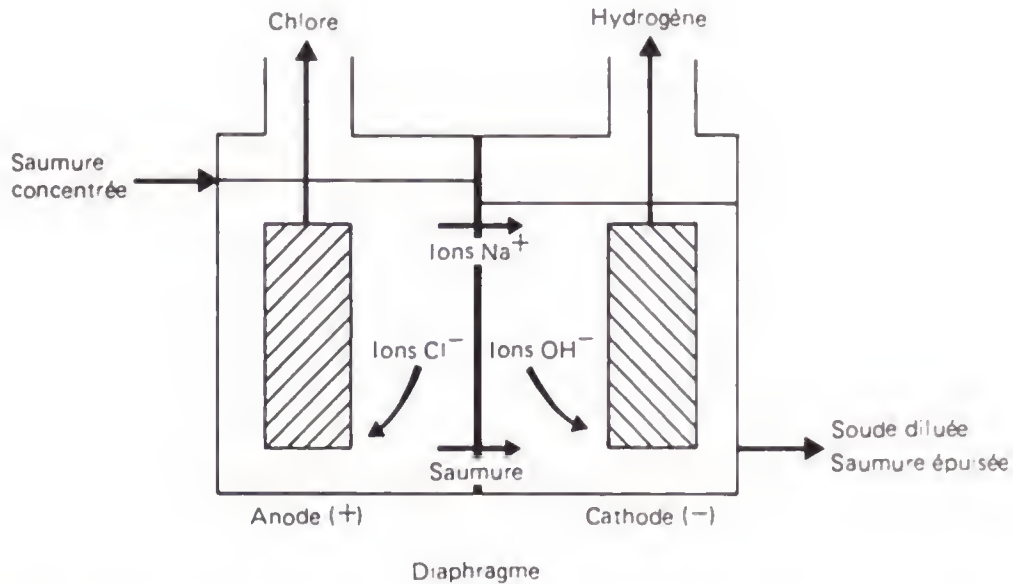 Chlore
Hydrogène
Saumure
concentrée
Ions Na+
Ions Cl−
Ions OH−
Saumure
Soude diluée
Saumure épuisée
Anode (+)
Cathode (−)
Diaphragme